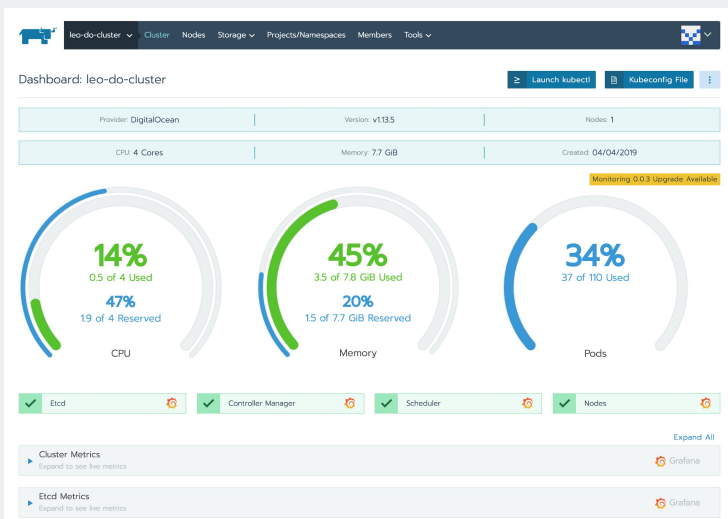 leo-do-cluster Cluster Nodes Storage Projects/Namespaces Members Tools
Dashboard: leo-do-cluster
Launch kubectl Kubeconfig File
Provider: DigitalOcean Version: v1.13.5 Nodes: 1
CPU: 4 Cores Memory: 7.7 GiB Created: 04/04/2019
Monitoring 0.0.3 Upgrade Available
14%
0.5 of 4 Used
47%
1.9 of 4 Reserved
CPU
45%
3.5 of 7.8 GiB Used
20%
1.5 of 7.7 GiB Reserved
Memory
34%
37 of 110 Used
Pods
Etcd Controller Manager Scheduler Nodes
Expand All
Cluster Metrics
Expand to see live metrics
Grafana
Etcd Metrics
Expand to see live metrics
Grafana